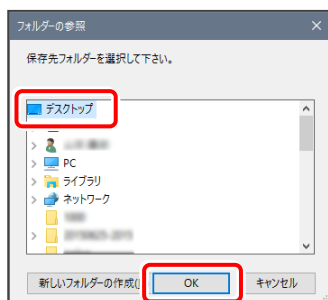 フォルダーの参照
保存先フォルダーを選択して下さい。
デスクトップ
PC
ライブラリ
ネットワーク
新しいフォルダーの作成(
OK
キャンセル